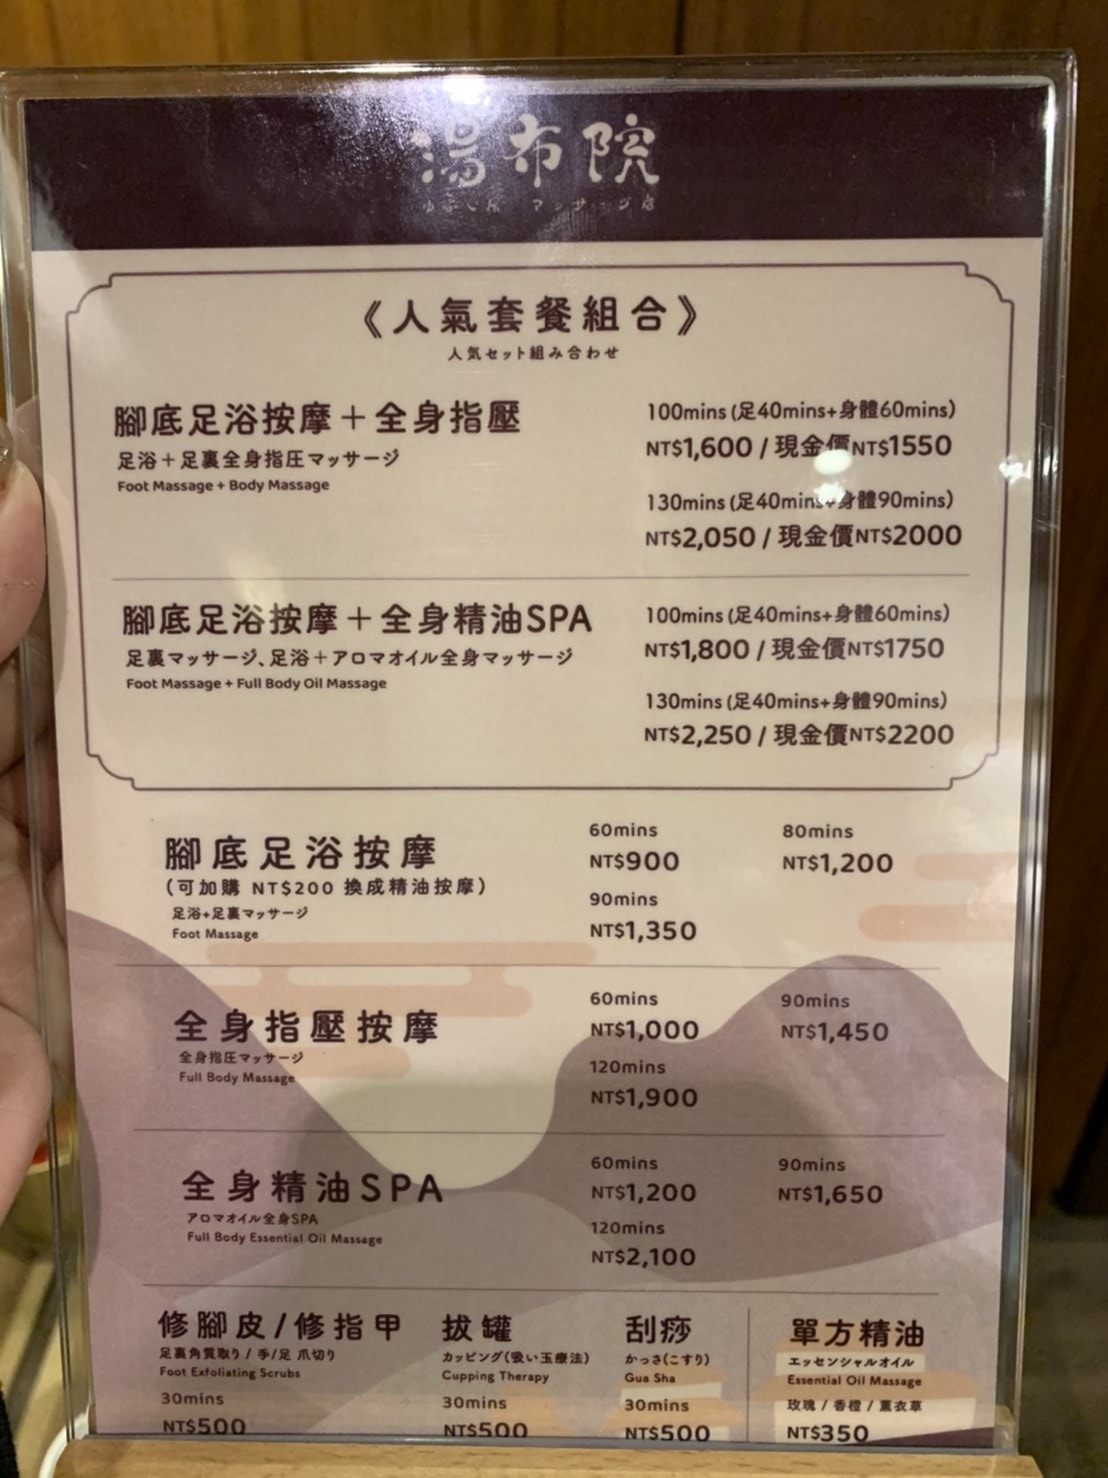 湯布院
《人氣套餐組合》
人気セット組み合わせ
腳底足浴按摩＋全身指壓
足浴＋足裏全身指圧マッサージ
Foot Massage + Body Massage
100mins (足40mins+身體60mins)
NT$1,600 / 現金價NT$1550
130mins (足40mins+身體90mins)
NT$2,050 / 現金價NT$2000
腳底足浴按摩＋全身精油SPA
足裏マッサージ、足浴＋アロマオイル全身マッサージ
Foot Massage + Full Body Oil Massage
100mins (足40mins+身體60mins)
NT$1,800 / 現金價NT$1750
130mins (足40mins+身體90mins)
NT$2,250 / 現金價NT$2200
腳底足浴按摩
(可加購 NT$200 換成精油按摩)
足浴+足裏マッサージ
Foot Massage
60mins
NT$900
80mins
NT$1,200
90mins
NT$1,350
全身指壓按摩
全身指圧マッサージ
Full Body Massage
60mins
NT$1,000
90mins
NT$1,450
120mins
NT$1,900
全身精油SPA
アロマオイル全身SPA
Full Body Essential Oil Massage
60mins
NT$1,200
90mins
NT$1,650
120mins
NT$2,100
修腳皮/修指甲
足裏角質取り / 手/足 爪切り
Foot Exfoliating Scrubs
30mins
NT$500
拔罐
カッピング(吸い玉療法)
Cupping Therapy
30mins
NT$500
刮痧
かっさ(こすり)
Gua Sha
30mins
NT$500
單方精油
エッセンシャルオイル
Essential Oil Massage
玫瑰 / 香橙 / 薰衣草
NT$350